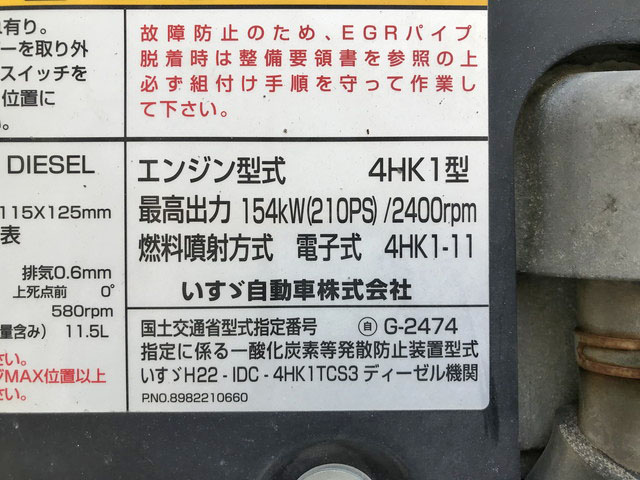 れ有り。
ーを取り外
スイッチを
位置に
い。
故障防止のため、EGRパイプ
脱着時は整備要領書を参照の上
必ず組付け手順を守って作業し
て下さい。
DIESEL
115X125mm
表
排気0.6mm
上死点前 0°
580rpm
量含み) 11.5L
さい。
ジMAX位置以上
さい。
エンジン型式 4HK1型
最高出力 154kW(210PS)/2400rpm
燃料噴射方式 電子式 4HK1-11
いすゞ自動車株式会社
国土交通省型式指定番号 ㊀自 G-2474
指定に係る一酸化炭素等発散防止装置型式
いすゞH22-IDC-4HK1TCS3 ディーゼル機関
P.NO.8982210660